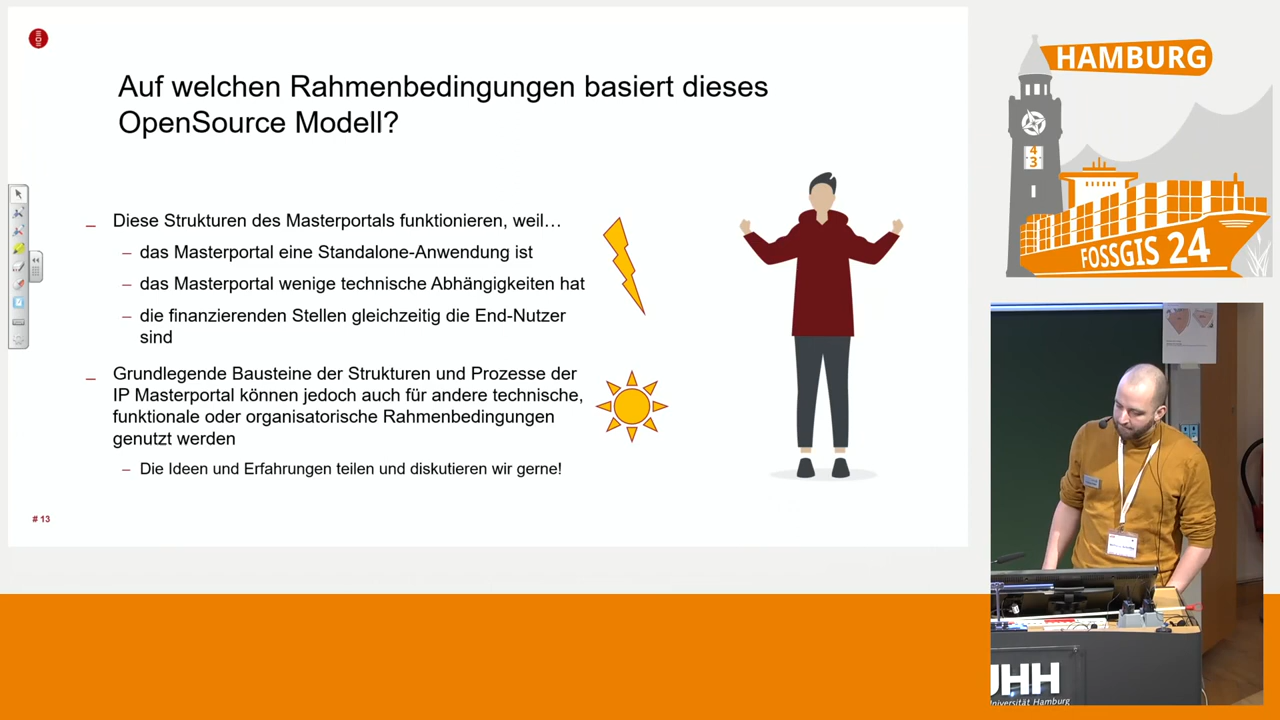 Auf welchen Rahmenbedingungen basiert dieses
OpenSource Modell?
– Diese Strukturen des Masterportals funktionieren, weil…
– das Masterportal eine Standalone-Anwendung ist
– das Masterportal wenige technische Abhängigkeiten hat
– die finanzierenden Stellen gleichzeitig die End-Nutzer
sind
– Grundlegende Bausteine der Strukturen und Prozesse der
IP Masterportal können jedoch auch für andere technische,
funktionale oder organisatorische Rahmenbedingungen
genutzt werden
– Die Ideen und Erfahrungen teilen und diskutieren wir gerne!
# 13
HAMBURG
4
3
FOSSGIS 24
UHH
Universität Hamburg